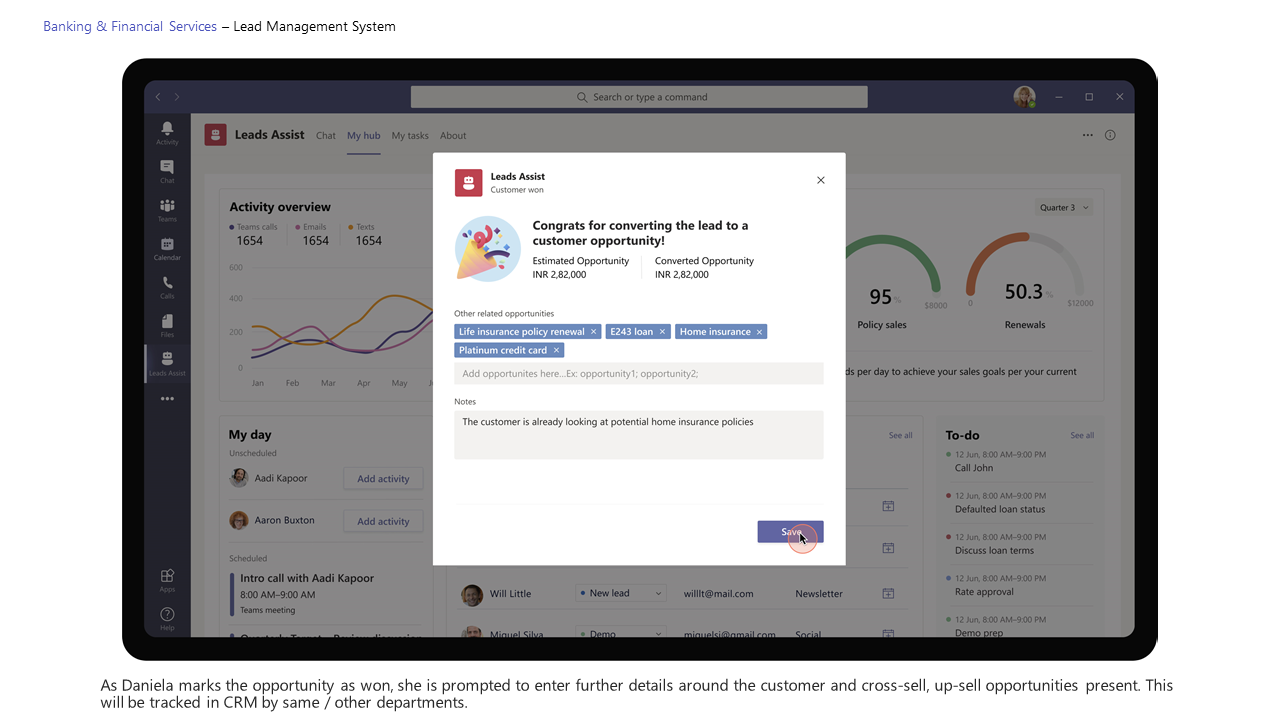 Banking & Financial Services – Lead Management System
Search or type a command
Activity
Chat
Teams
Calendar
Calls
Files
Leads Assist
Apps
Help
Leads Assist Chat My hub My tasks About
Activity overview
Teams calls Emails Texts
1654 1654 1654
600
400
200
0
Jan Feb Mar Apr May
Quarter 3
95%
$8000
Policy sales
50.3%
0 $12000
Renewals
ds per day to achieve your sales goals per your current
Leads Assist
Customer won
Congrats for converting the lead to a
customer opportunity!
Estimated Opportunity Converted Opportunity
INR 2,82,000 INR 2,82,000
Other related opportunities
Life insurance policy renewal × E243 loan × Home insurance ×
Platinum credit card ×
Add opportunites here...Ex: opportunity1; opportunity2;
Notes
The customer is already looking at potential home insurance policies
Save
My day
Unscheduled
Aadi Kapoor Add activity
Aaron Buxton Add activity
Scheduled
Intro call with Aadi Kapoor
8:00 AM–9:00 AM
Teams meeting
See all
Will Little New lead willlt@mail.com Newsletter
Miguel Silva Demo miguelsi@gmail.com Social
To-do See all
12 Jun, 8:00 AM–9:00 PM
Call John
12 Jun, 8:00 AM–9:00 PM
Defaulted loan status
12 Jun, 8:00 AM–9:00 PM
Discuss loan terms
12 Jun, 8:00 AM–9:00 PM
Rate approval
12 Jun, 8:00 AM–9:00 PM
Demo prep
As Daniela marks the opportunity as won, she is prompted to enter further details around the customer and cross-sell, up-sell opportunities present. This
will be tracked in CRM by same / other departments.